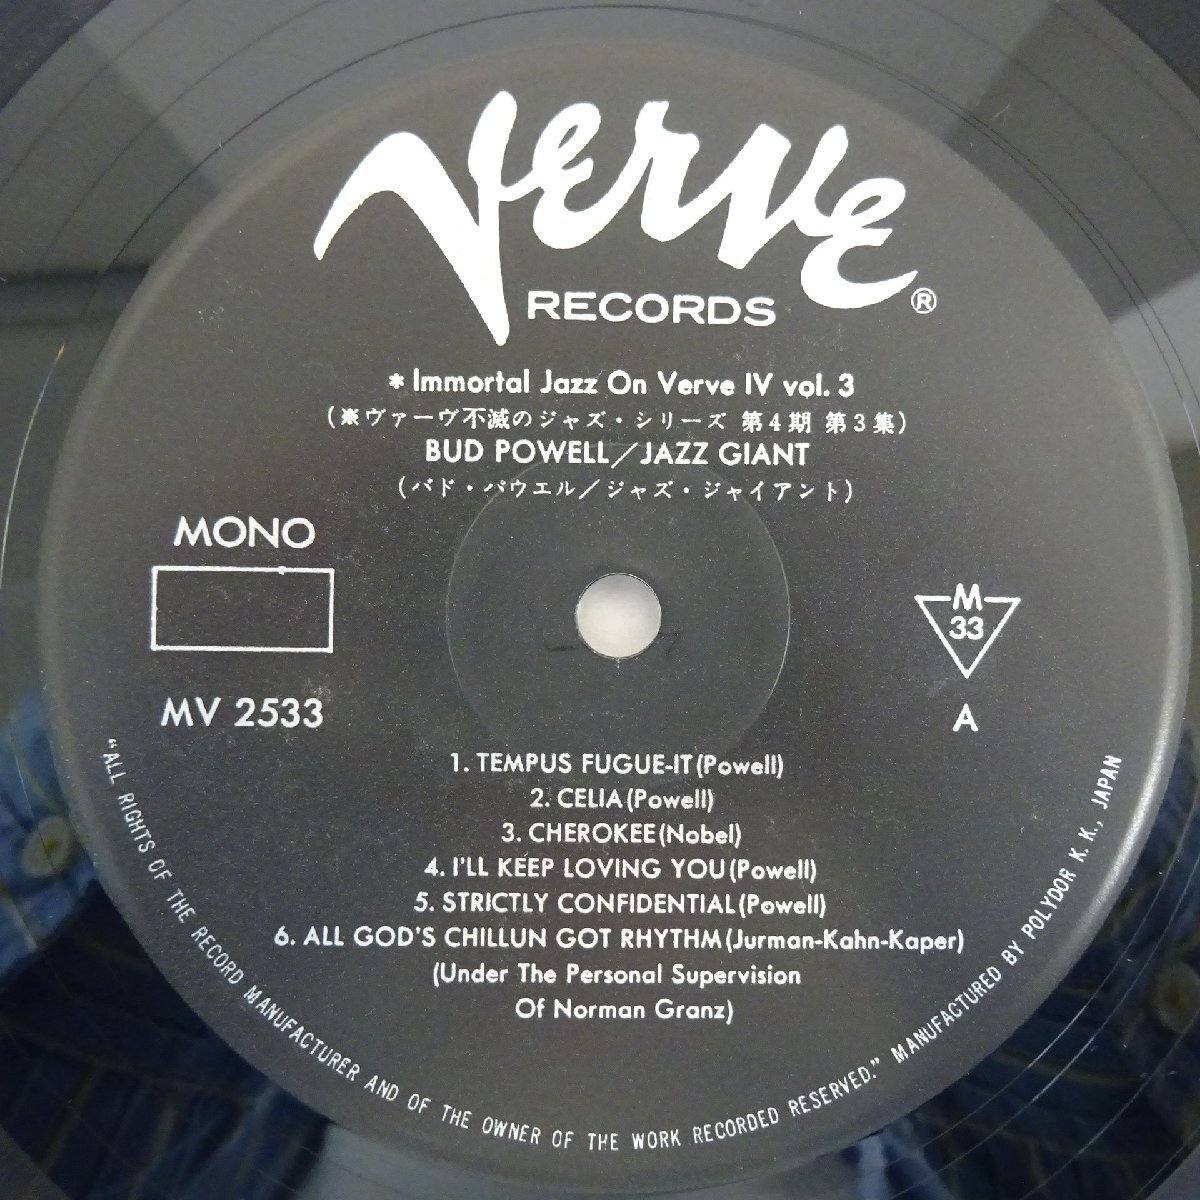 Verve
RECORDS ®
*Immortal Jazz On Verve IV vol. 3
(※ヴァーヴ不滅のジャズ・シリーズ 第4期 第3集)
BUD POWELL／JAZZ GIANT
(バド・パウエル／ジャズ・ジャイアント)
MONO
MV 2533
M
33
A
1. TEMPUS FUGUE-IT(Powell)
2. CELIA(Powell)
3. CHEROKEE(Nobel)
4. I'LL KEEP LOVING YOU(Powell)
5. STRICTLY CONFIDENTIAL(Powell)
6. ALL GOD'S CHILLUN GOT RHYTHM(Jurman-Kahn-Kaper)
(Under The Personal Supervision
Of Norman Granz)
"ALL RIGHTS OF THE RECORD MANUFACTURER AND OF THE OWNER OF THE WORK RECORDED RESERVED." MANUFACTURED BY POLYDOR K. K., JAPAN